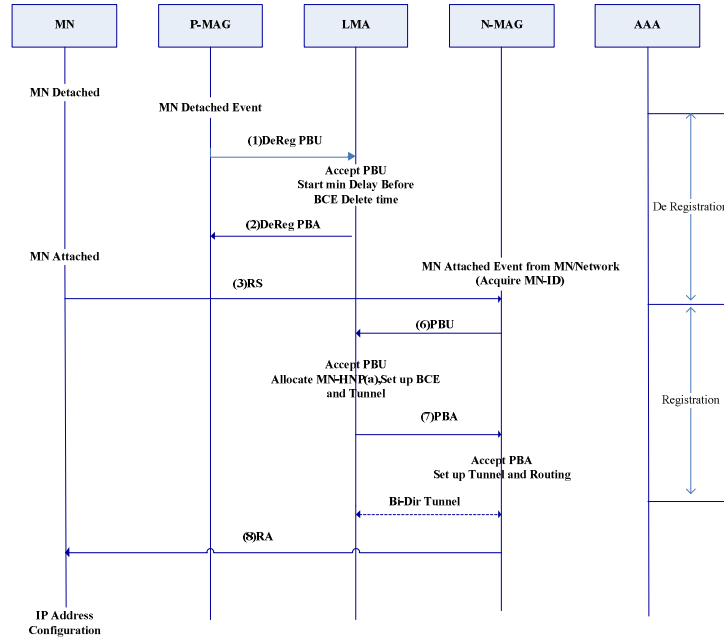 MN
P-MAG
LMA
N-MAG
AAA
MN Detached
MN Detached Event
(1)DeReg PBU
Accept PBU
Start min Delay Before
BCE Delete time
De Registration
(2)DeReg PBA
MN Attached
MN Attached Event from MN/Network
(Acquire MN-ID)
(3)RS
(6)PBU
Accept PBU
Allocate MN-HNP(a),Set up BCE
and Tunnel
Registration
(7)PBA
Accept PBA
Set up Tunnel and Routing
Bi-Dir Tunnel
(8)RA
IP Address
Configuration